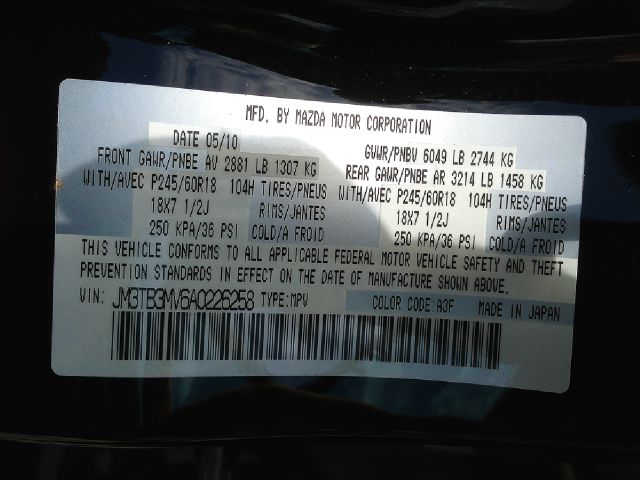 MFD. BY MAZDA MOTOR CORPORATION
DATE 05/10 GVWR/PNBV 6049 LB 2744 KG
FRONT GAWR/PNBE AV 2881 LB 1307 KG REAR GAWR/PNBE AR 3214 LB 1458 KG
WITH/AVEC P245/60R18 104H TIRES/PNEUS WITH/AVEC P245/60R18 104H TIRES/PNEUS
18X7 1/2J RIMS/JANTES 18X7 1/2J RIMS/JANTES
250 KPA/36 PSI COLD/A FROID 250 KPA/36 PSI COLD/A FROID
THIS VEHICLE CONFORMS TO ALL APPLICABLE FEDERAL MOTOR VEHICLE SAFETY AND THEFT
PREVENTION STANDARDS IN EFFECT ON THE DATE OF MANUFACTURE SHOWN ABOVE.
VIN: JM3TB3MV6A0226258 TYPE:MPV COLOR CODE: A3F MADE IN JAPAN